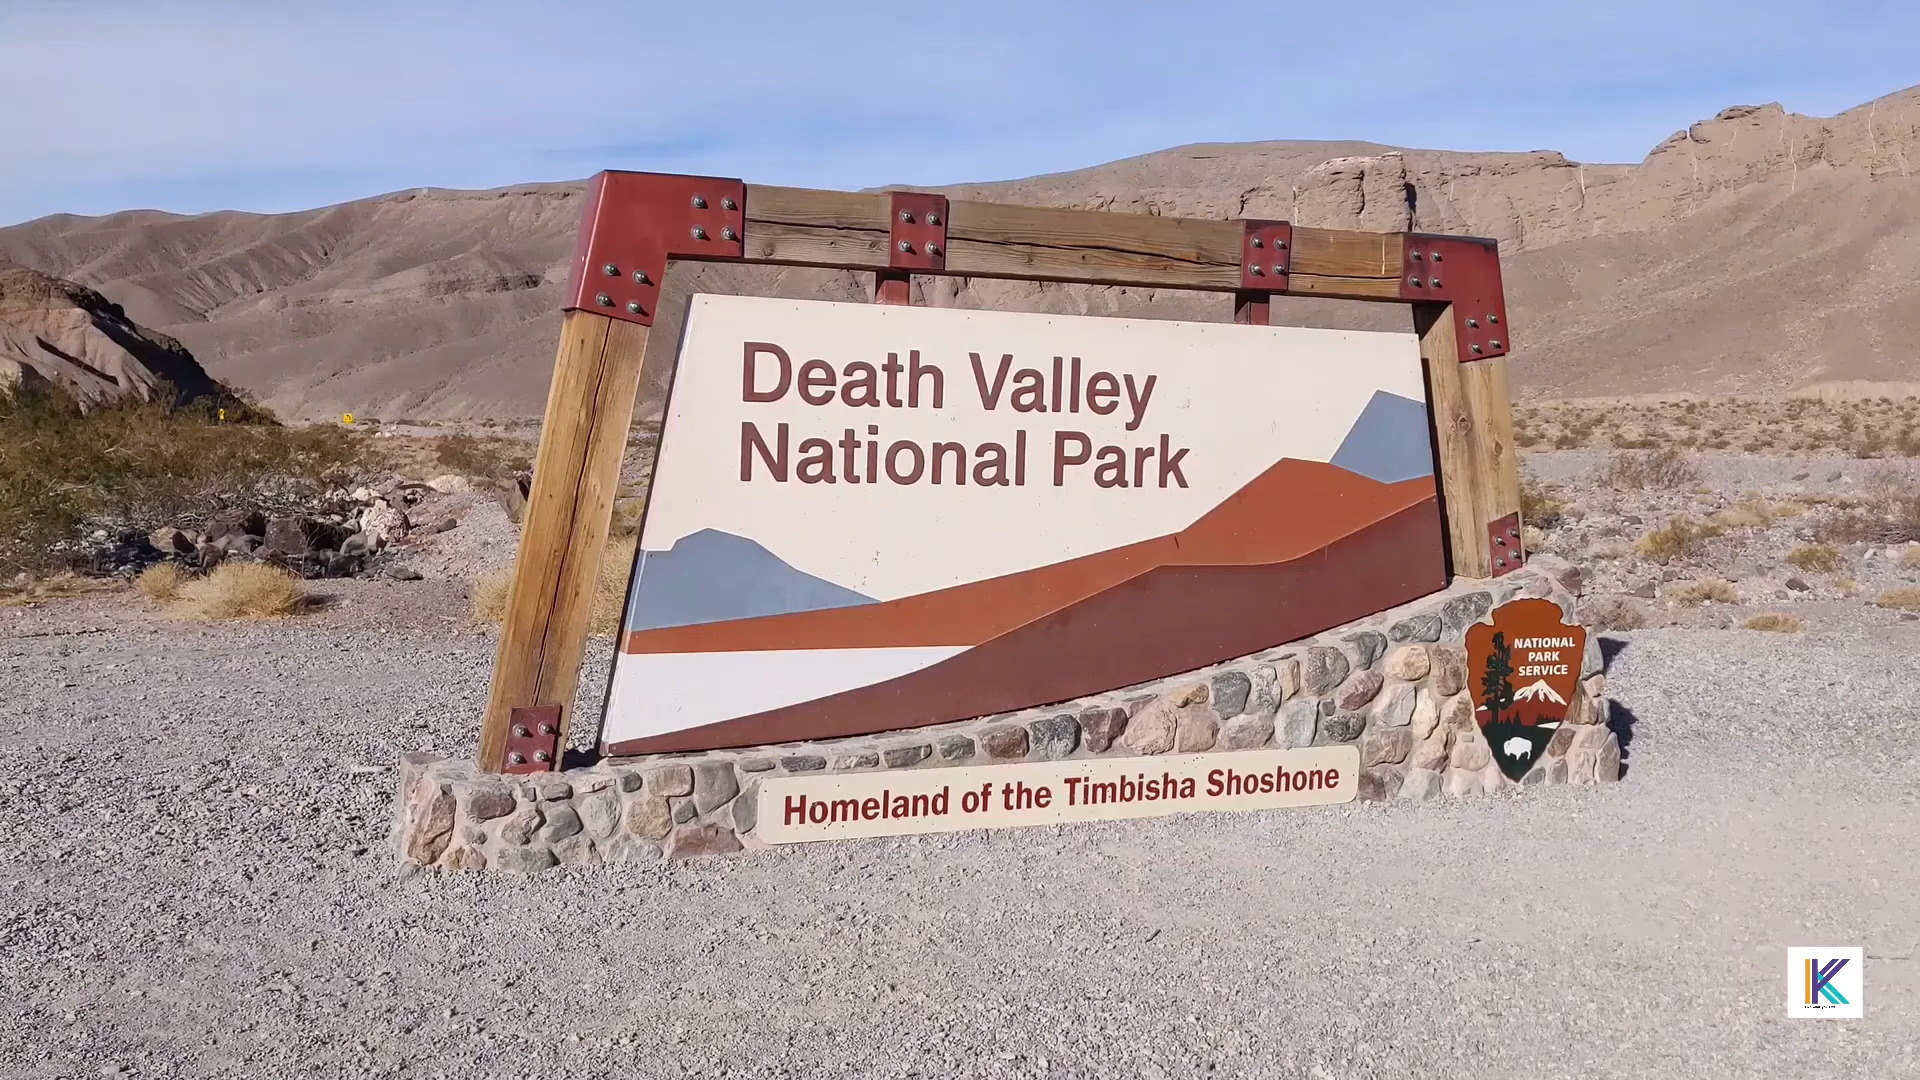 Death Valley
National Park
NATIONAL
PARK
SERVICE
Homeland of the Timbisha Shoshone
K